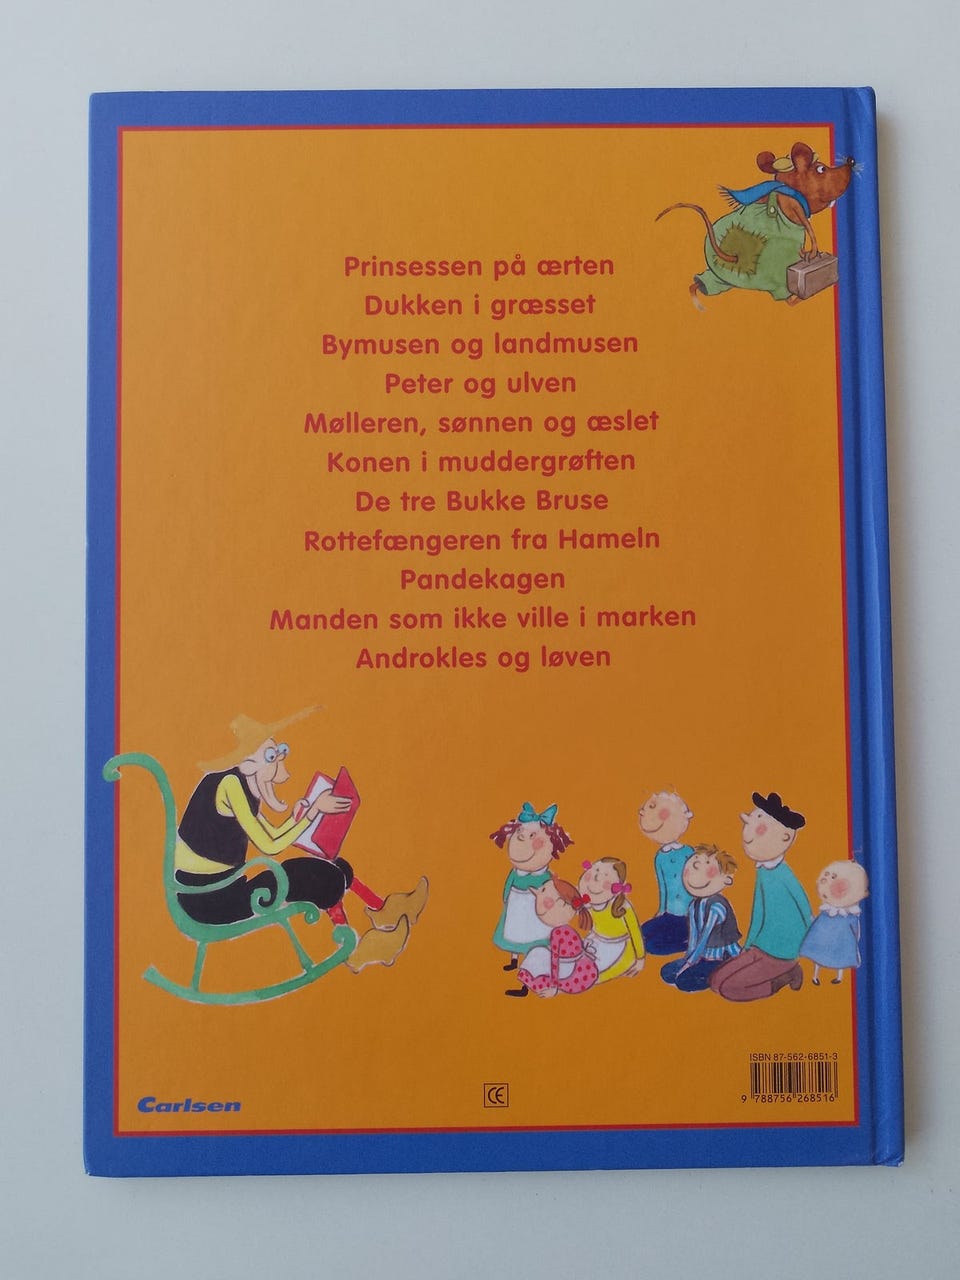 Prinsessen på ærten
Dukken i græsset
Bymusen og landmusen
Peter og ulven
Mølleren, sønnen og æslet
Konen i muddergrøften
De tre Bukke Bruse
Rottefængeren fra Hameln
Pandekagen
Manden som ikke ville i marken
Androkles og løven
Carlsen
CE
ISBN 87-562-6851-3
9 788756 268516